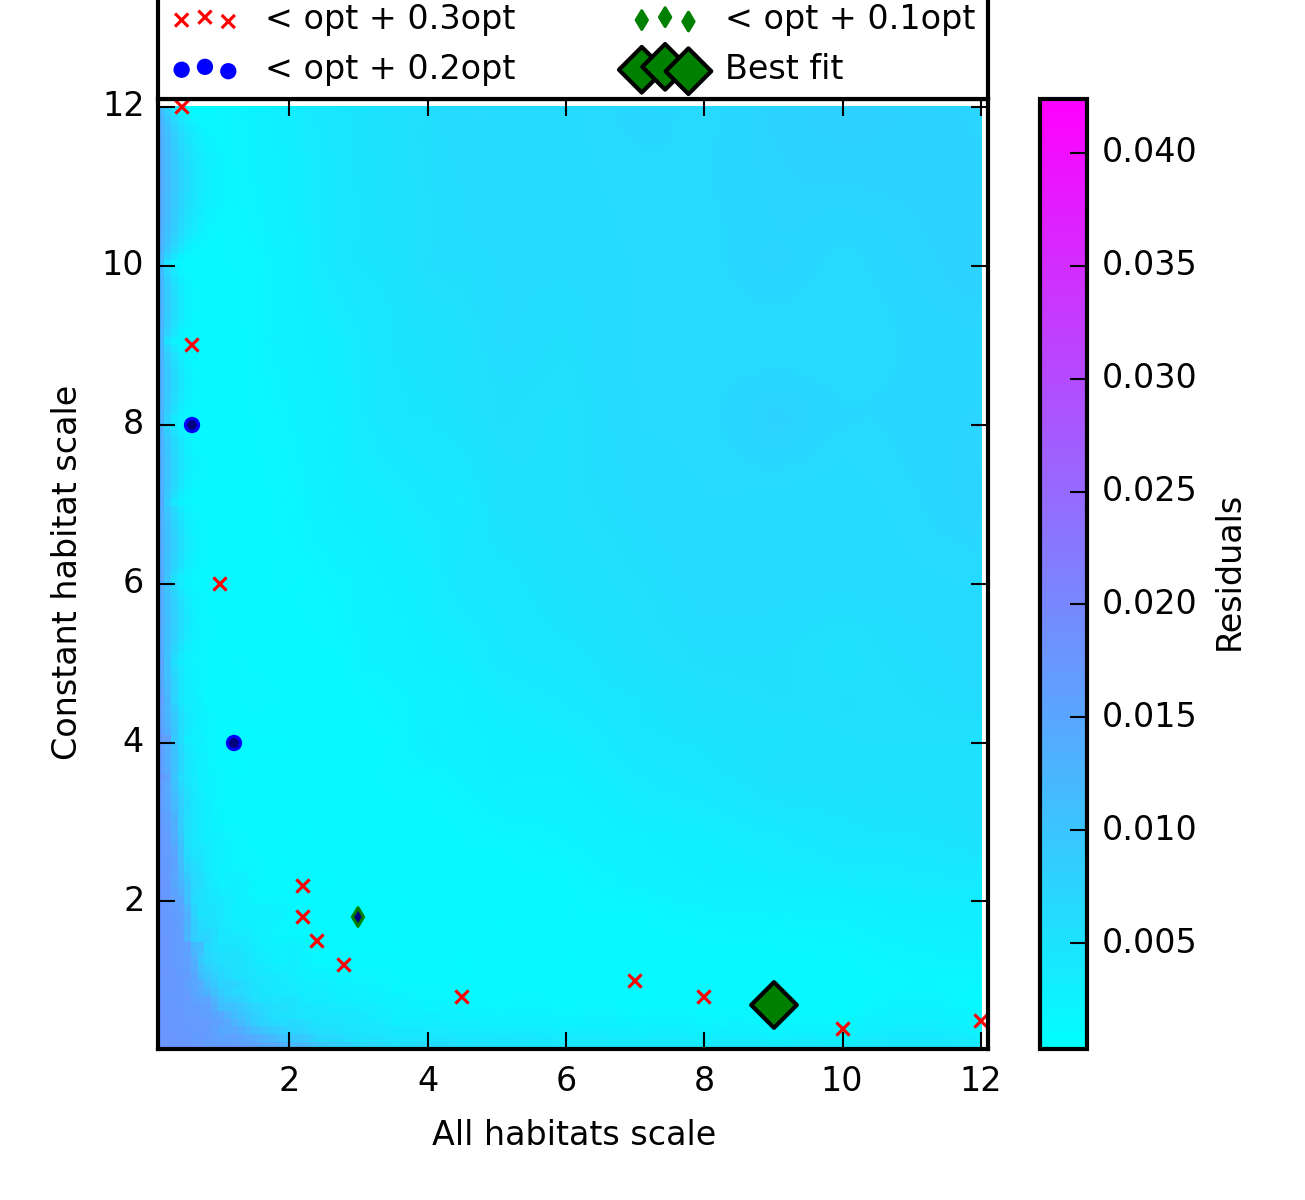 < opt + 0.3opt
< opt + 0.1opt
< opt + 0.2opt
Best fit
12
10
8
6
4
2
Constant habitat scale
2 4 6 8 10 12
All habitats scale
0.040
0.035
0.030
0.025
0.020
0.015
0.010
0.005
Residuals